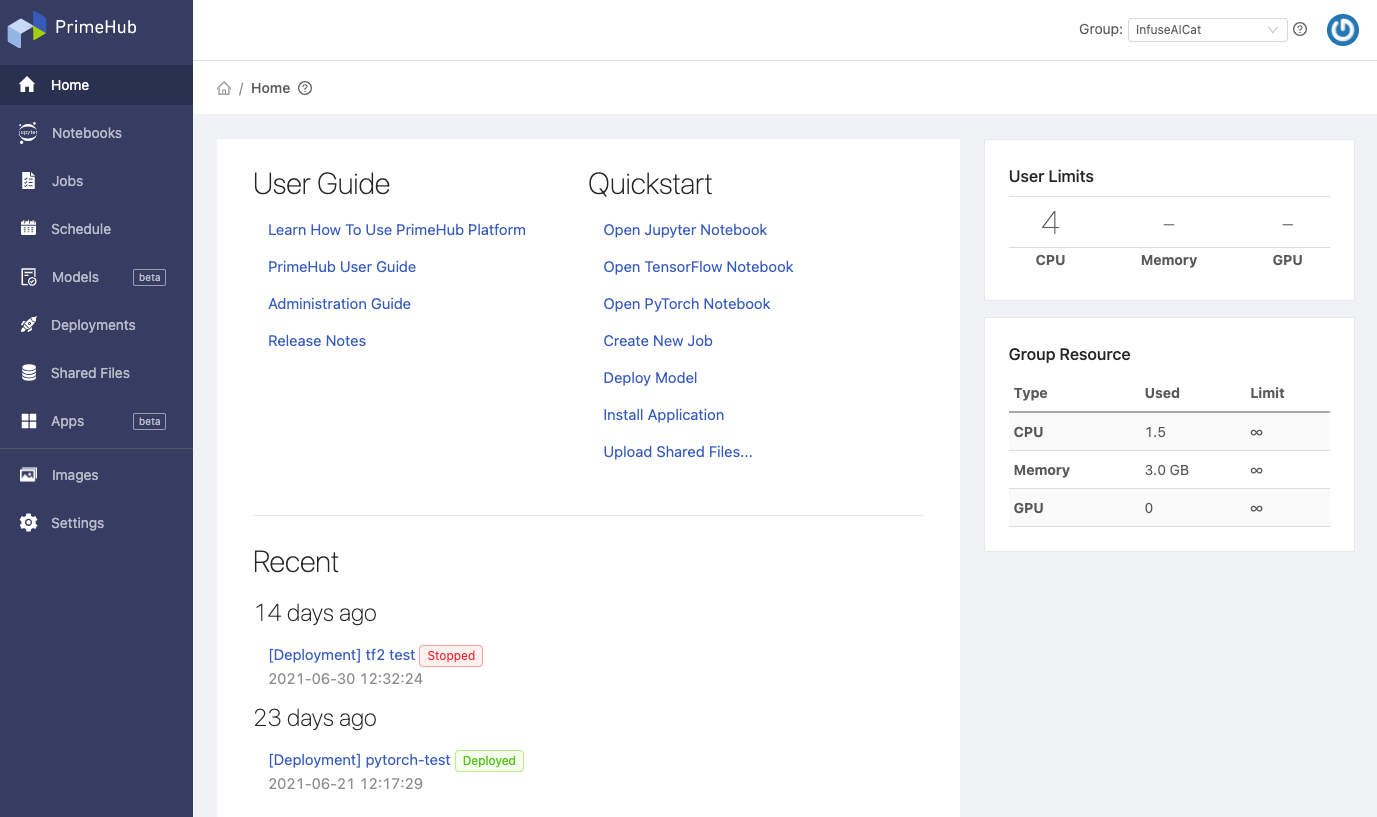 PrimeHub
Group: InfuseAICat
Home
Notebooks
Jobs
Schedule
Models beta
Deployments
Shared Files
Apps beta
Images
Settings
/ Home
User Guide
Learn How To Use PrimeHub Platform
PrimeHub User Guide
Administration Guide
Release Notes
Quickstart
Open Jupyter Notebook
Open TensorFlow Notebook
Open PyTorch Notebook
Create New Job
Deploy Model
Install Application
Upload Shared Files...
Recent
14 days ago
[Deployment] tf2 test Stopped
2021-06-30 12:32:24
23 days ago
[Deployment] pytorch-test Deployed
2021-06-21 12:17:29
User Limits
4 – –
CPU Memory GPU
Group Resource
Type Used Limit
CPU 1.5 ∞
Memory 3.0 GB ∞
GPU 0 ∞